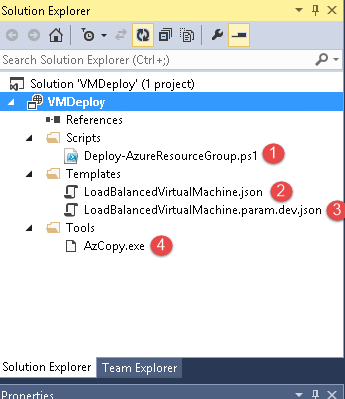 Solution Explorer
Search Solution Explorer (Ctrl+;)
Solution 'VMDeploy' (1 project)
VMDeploy
References
Scripts
Deploy-AzureResourceGroup.ps1 1
Templates
LoadBalancedVirtualMachine.json 2
LoadBalancedVirtualMachine.param.dev.json 3
Tools
AzCopy.exe 4
Solution Explorer Team Explorer
Properties